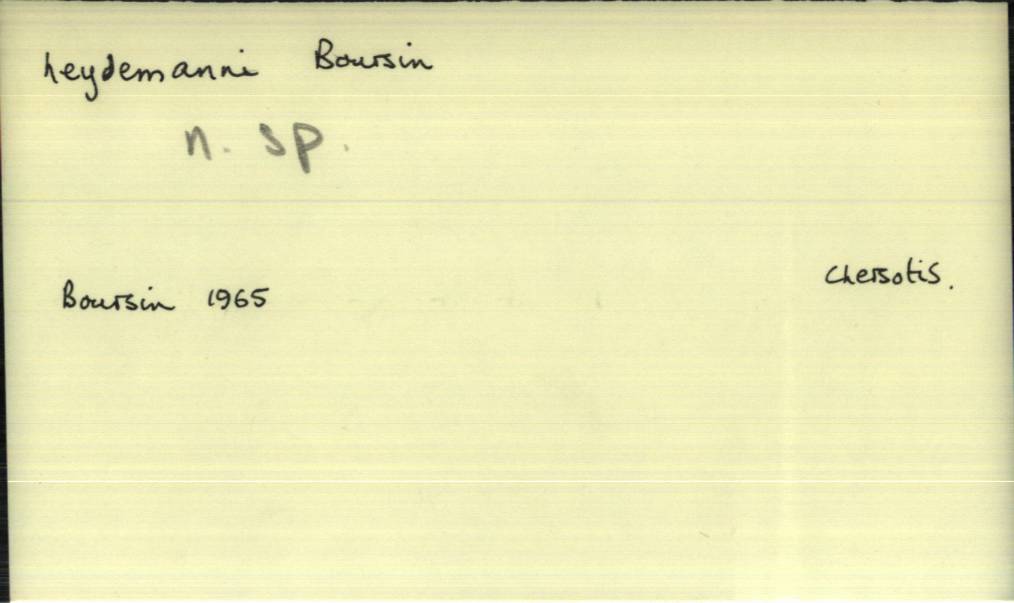 heydemanni Boursin
n. sp.
Chersotis.
Boursin 1965